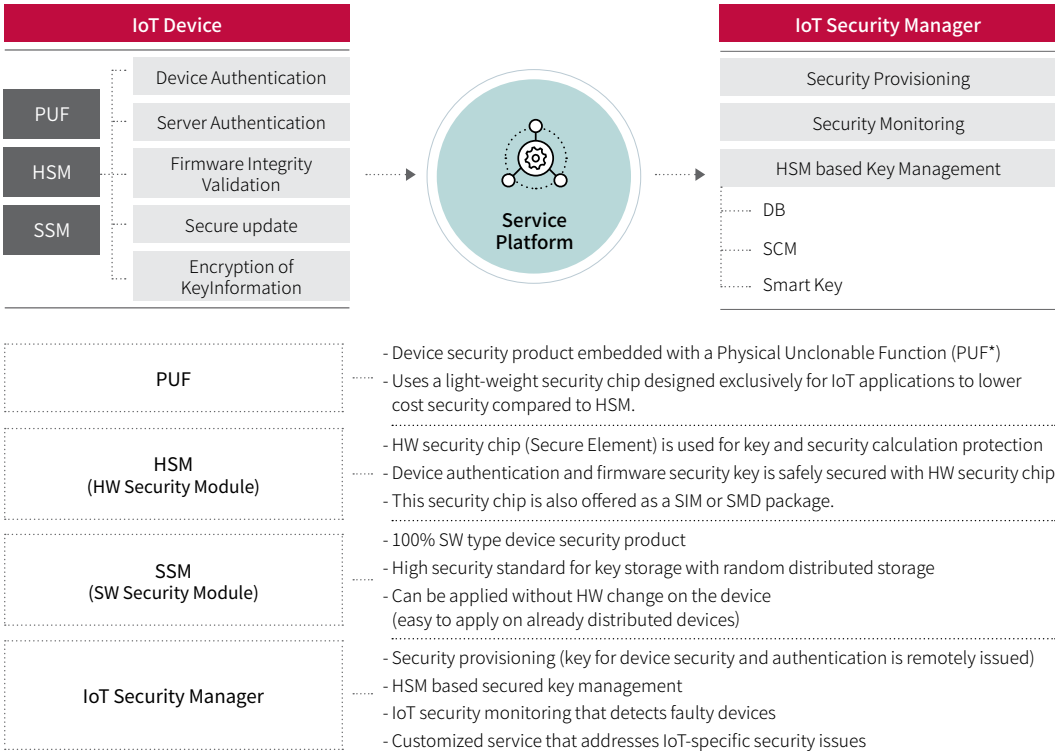 IoT Device
PUF
HSM
SSM
Device Authentication
Server Authentication
Firmware Integrity
Validation
Secure update
Encryption of
KeyInformation
Service
Platform
IoT Security Manager
Security Provisioning
Security Monitoring
HSM based Key Management
DB
SCM
Smart Key
PUF
- Device security product embedded with a Physical Unclonable Function (PUF*)
- Uses a light-weight security chip designed exclusively for IoT applications to lower
cost security compared to HSM.
HSM
(HW Security Module)
- HW security chip (Secure Element) is used for key and security calculation protection
- Device authentication and firmware security key is safely secured with HW security chip
- This security chip is also offered as a SIM or SMD package.
SSM
(SW Security Module)
- 100% SW type device security product
- High security standard for key storage with random distributed storage
- Can be applied without HW change on the device
(easy to apply on already distributed devices)
IoT Security Manager
- Security provisioning (key for device security and authentication is remotely issued)
- HSM based secured key management
- IoT security monitoring that detects faulty devices
- Customized service that addresses IoT-specific security issues